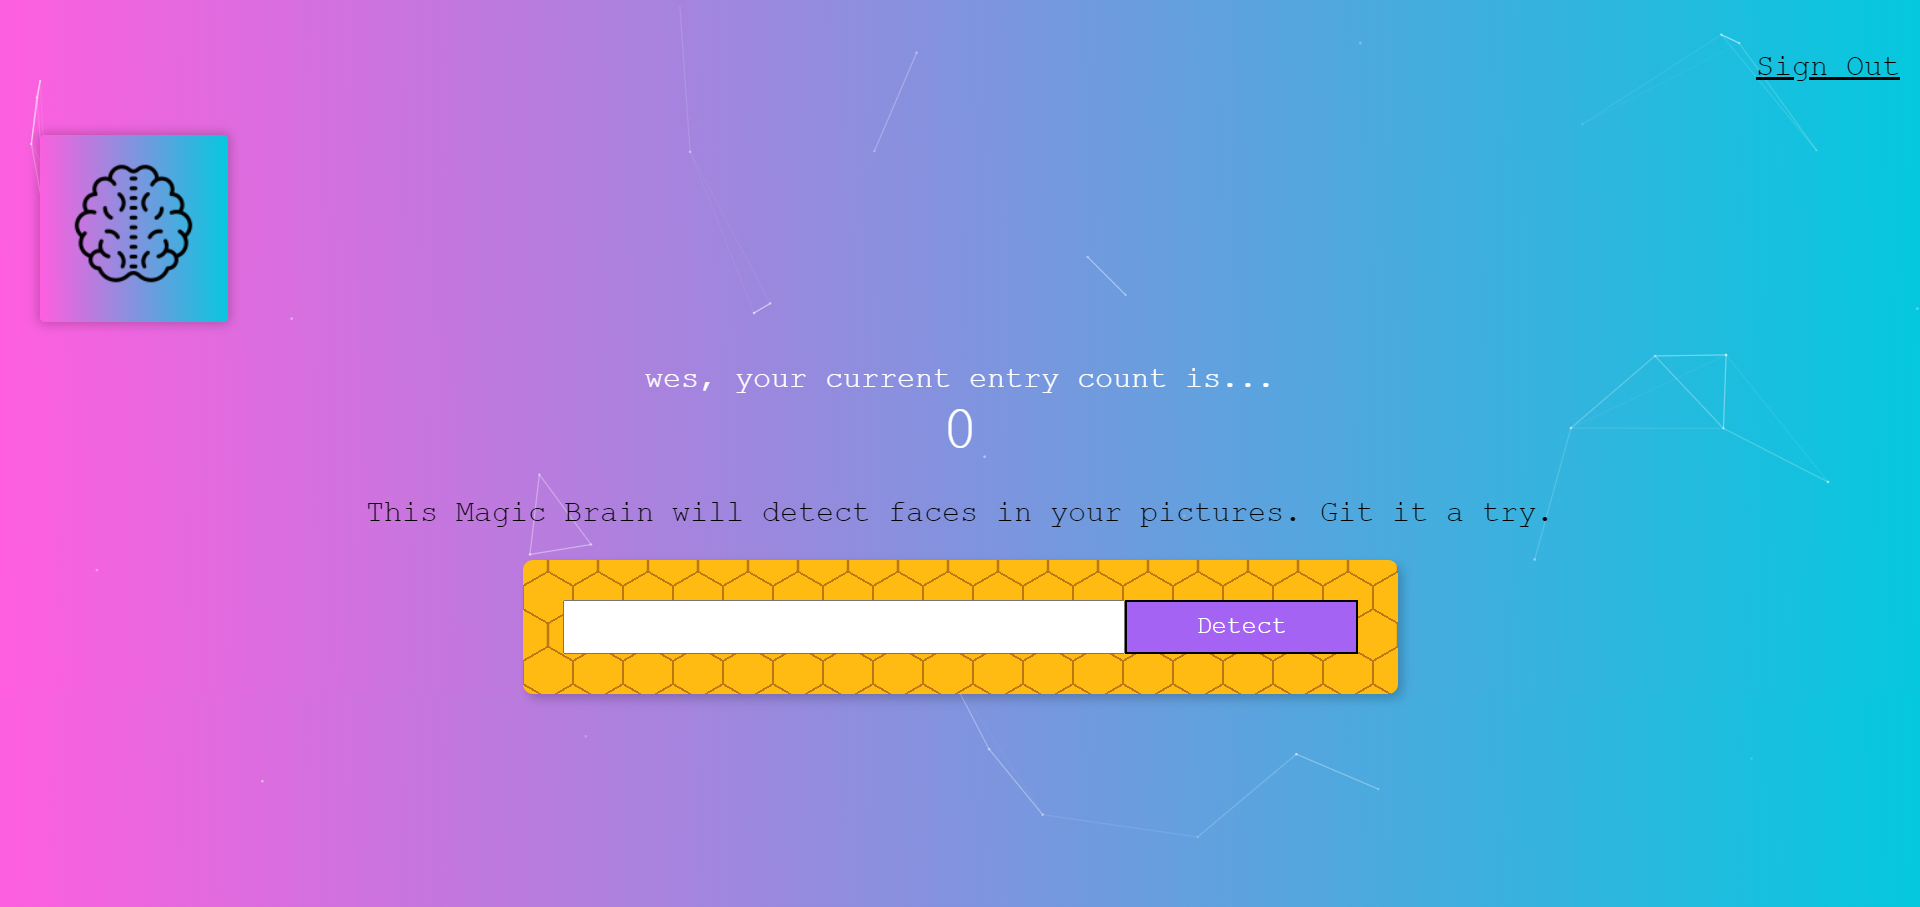 Sign Out
wes, your current entry count is...
0
This Magic Brain will detect faces in your pictures. Git it a try.
Detect